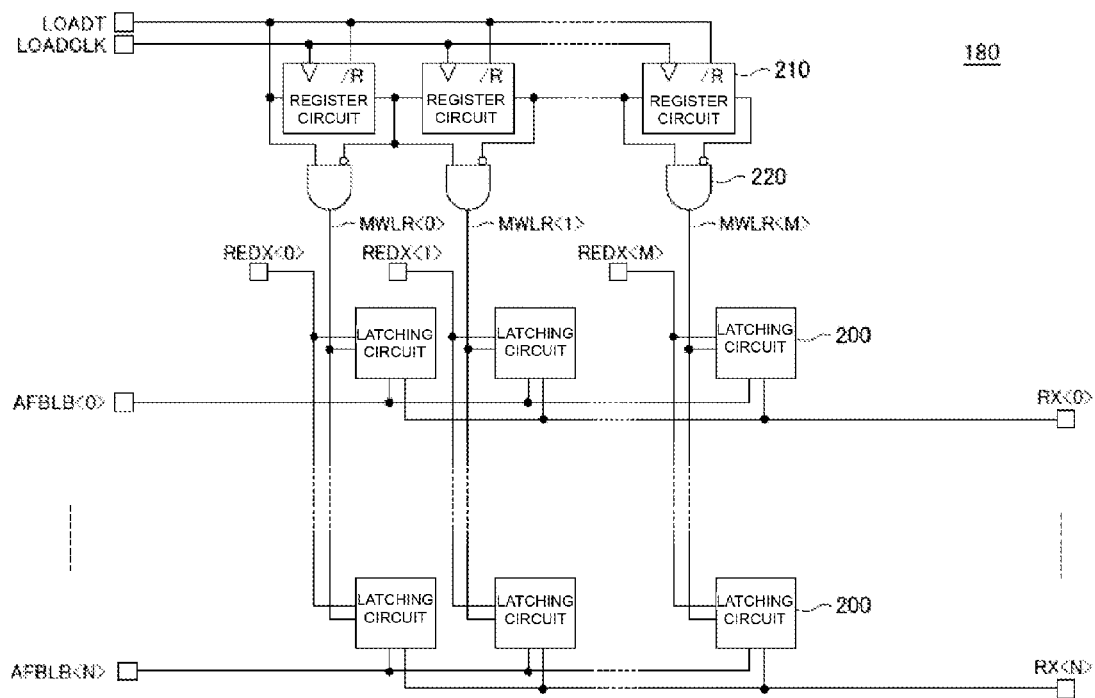 LOADT
LOADCLK
180
/R
/R
/R
210
REGISTER CIRCUIT
REGISTER CIRCUIT
REGISTER CIRCUIT
220
MWLR<0>
MWLR<1>
MWLR<M>
REDX<0>
REDX<1>
REDX<M>
LATCHING CIRCUIT
LATCHING CIRCUIT
LATCHING CIRCUIT
200
AFBLB<0>
RX<0>
LATCHING CIRCUIT
LATCHING CIRCUIT
LATCHING CIRCUIT
200
AFBLB<N>
RX<N>